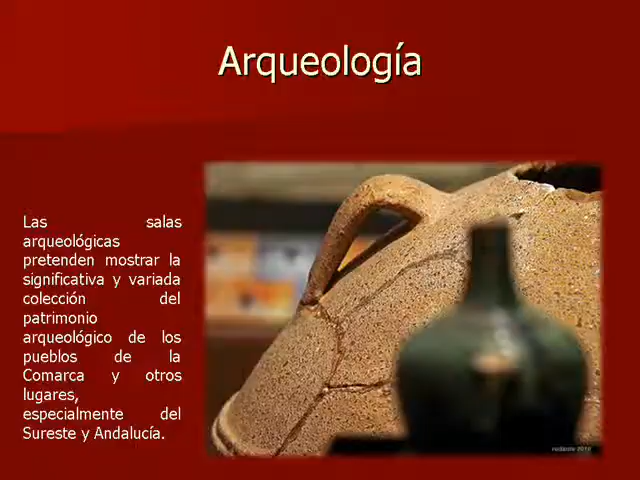 Arqueología
Las salas
arqueológicas
pretenden mostrar la
significativa y variada
colección del
patrimonio
arqueológico de los
pueblos de la
Comarca y otros
lugares,
especialmente del
Sureste y Andalucía.